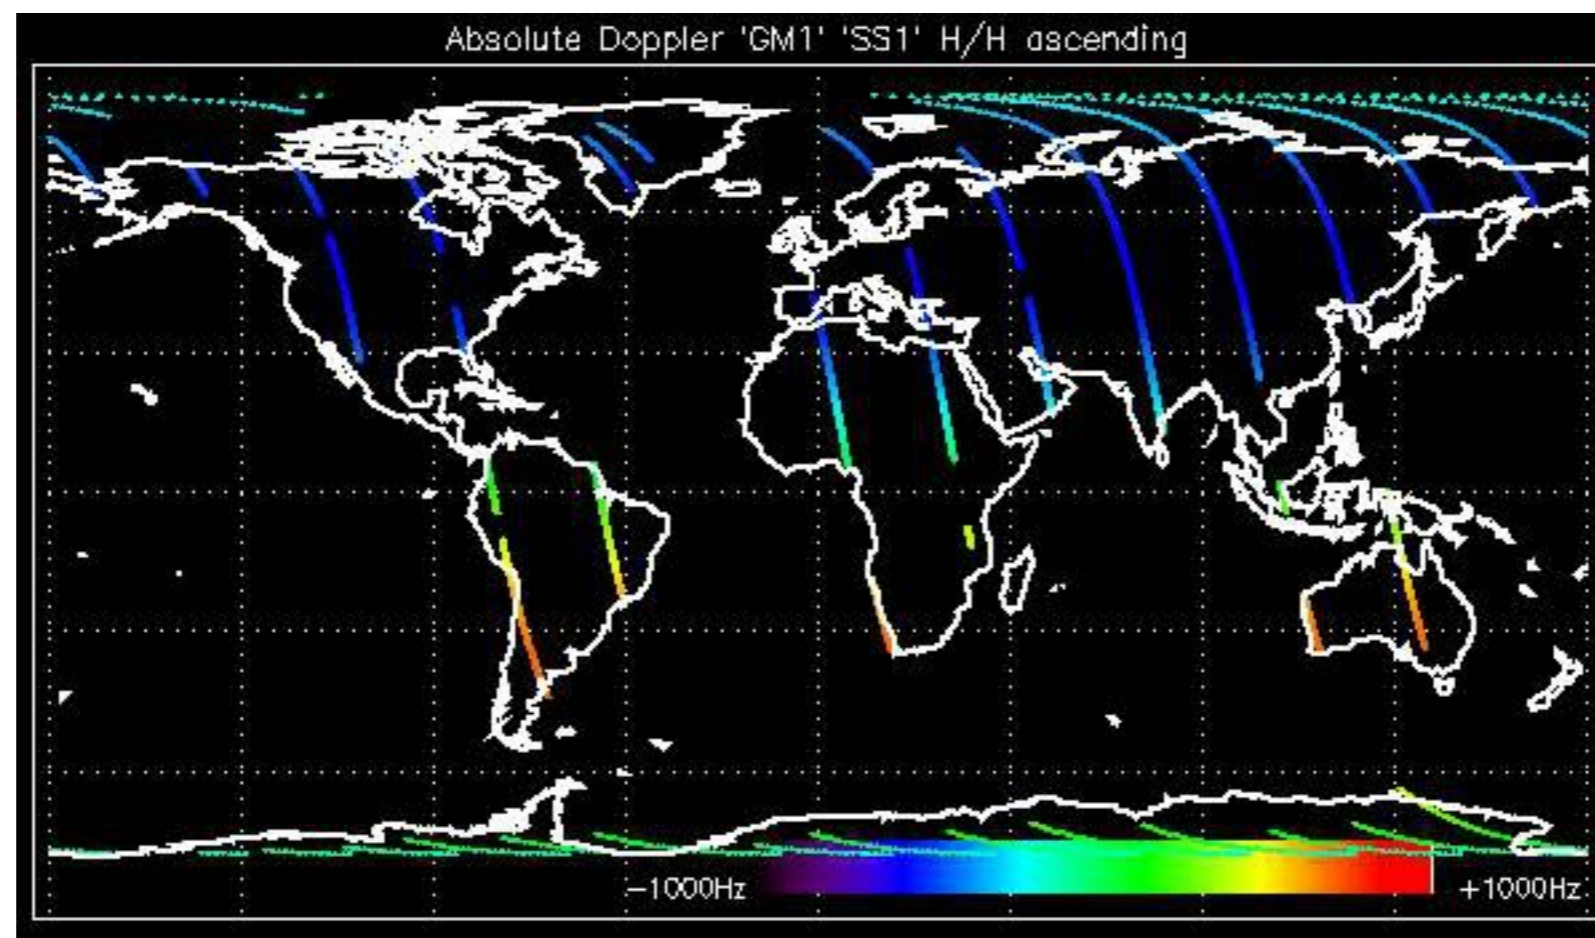 Absolute Doppler 'GM1' 'SS1' H/H ascending
−1000Hz
+1000Hz